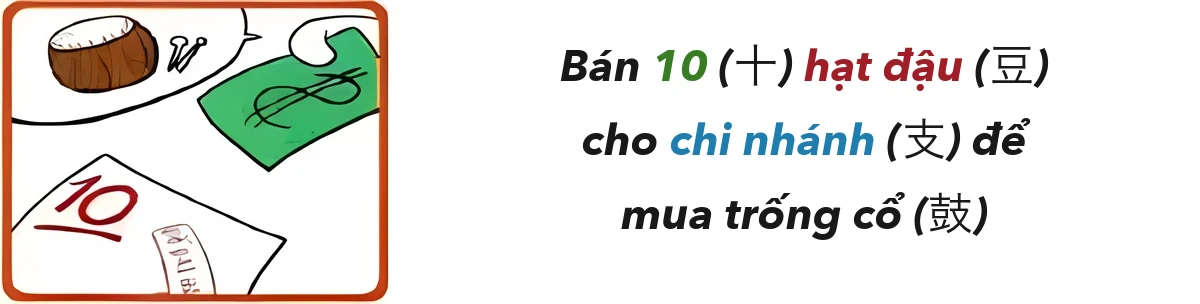 10
Bán 10 (十) hạt đậu (豆)
cho chi nhánh (支) để
mua trống cổ (鼓)